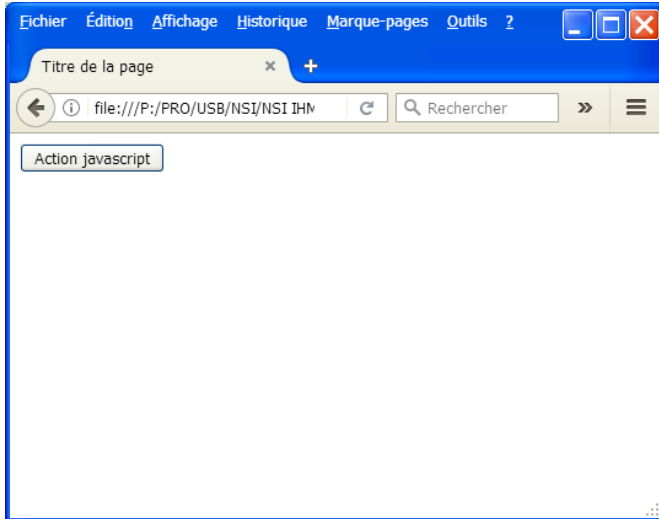 Fichier Édition Affichage Historique Marque-pages Outils ?
Titre de la page
file:///P:/PRO/USB/NSI/NSI IHM Rechercher
Action javascript